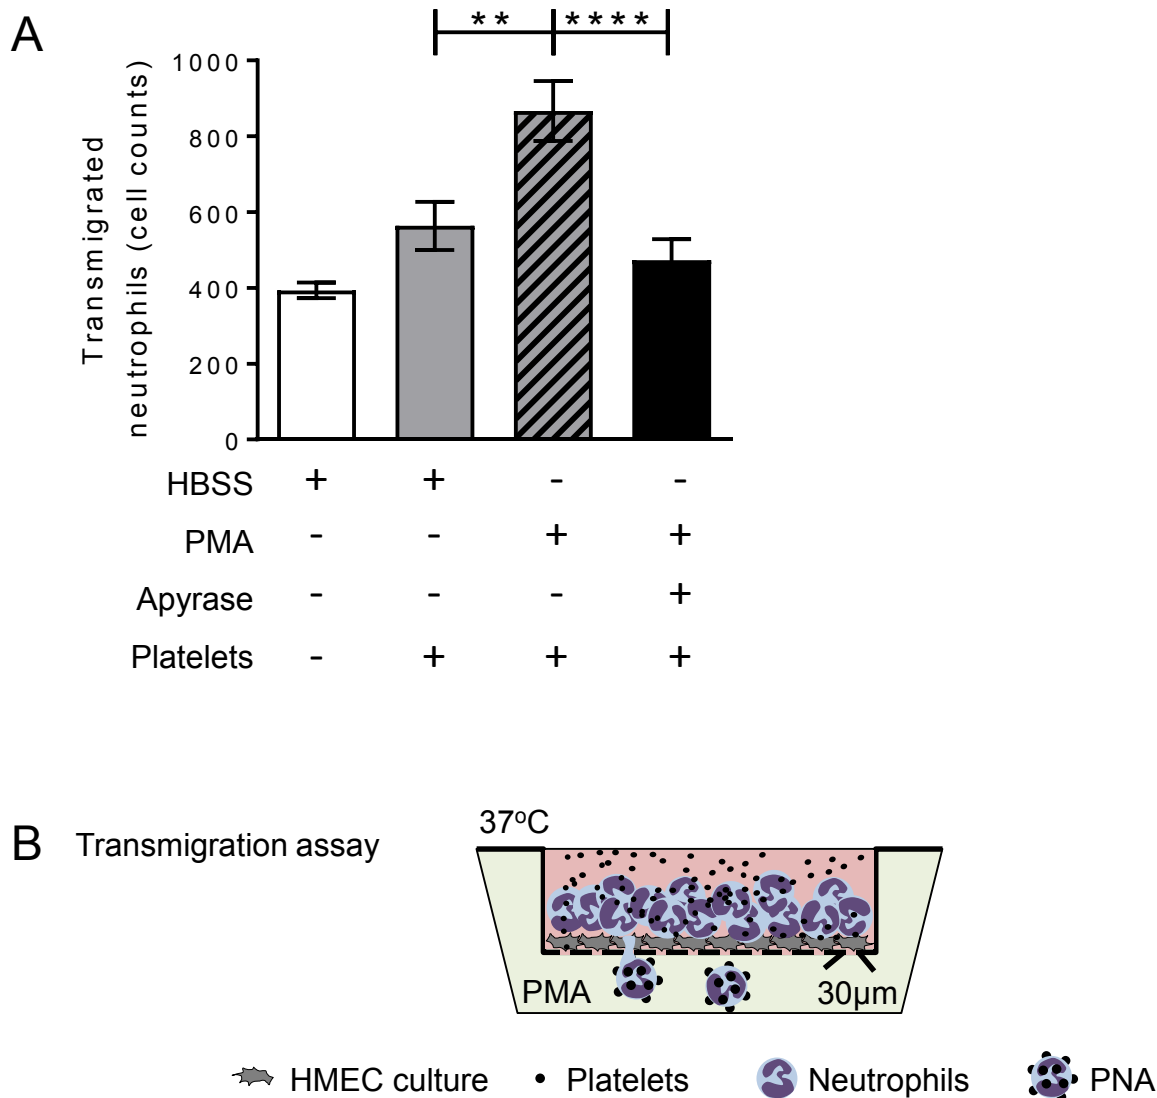 A
** ****
1000
800
600
400
200
0
Transmigrated
neutrophils (cell counts)
HBSS + + - -
PMA - - + +
Apyrase - - - +
Platelets - + + +
B Transmigration assay
37°C
PMA
30µm
HMEC culture Platelets Neutrophils PNA